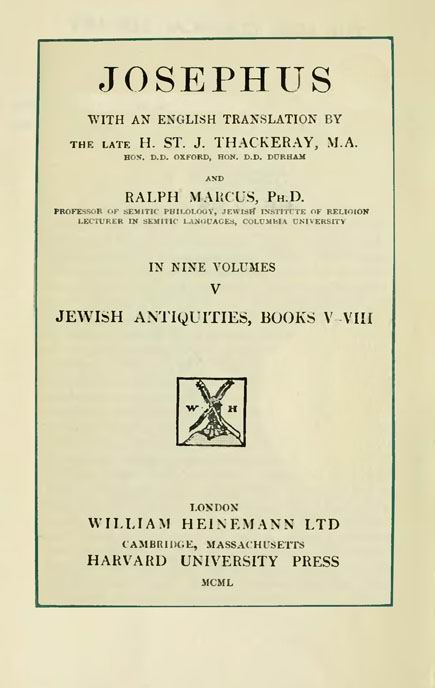 JOSEPHUS
WITH AN ENGLISH TRANSLATION BY
THE LATE H. ST. J. THACKERAY, M.A.
HON. D.D. OXFORD, HON. D.D. DURHAM
AND
RALPH MARCUS, PH.D.
PROFESSOR OF SEMITIC PHILOLOGY, JEWISH INSTITUTE OF RELIGION
LECTURER IN SEMITIC LANGUAGES, COLUMBIA UNIVERSITY
IN NINE VOLUMES
V
JEWISH ANTIQUITIES, BOOKS V–VIII
W H
LONDON
WILLIAM HEINEMANN LTD
CAMBRIDGE, MASSACHUSETTS
HARVARD UNIVERSITY PRESS
MCML